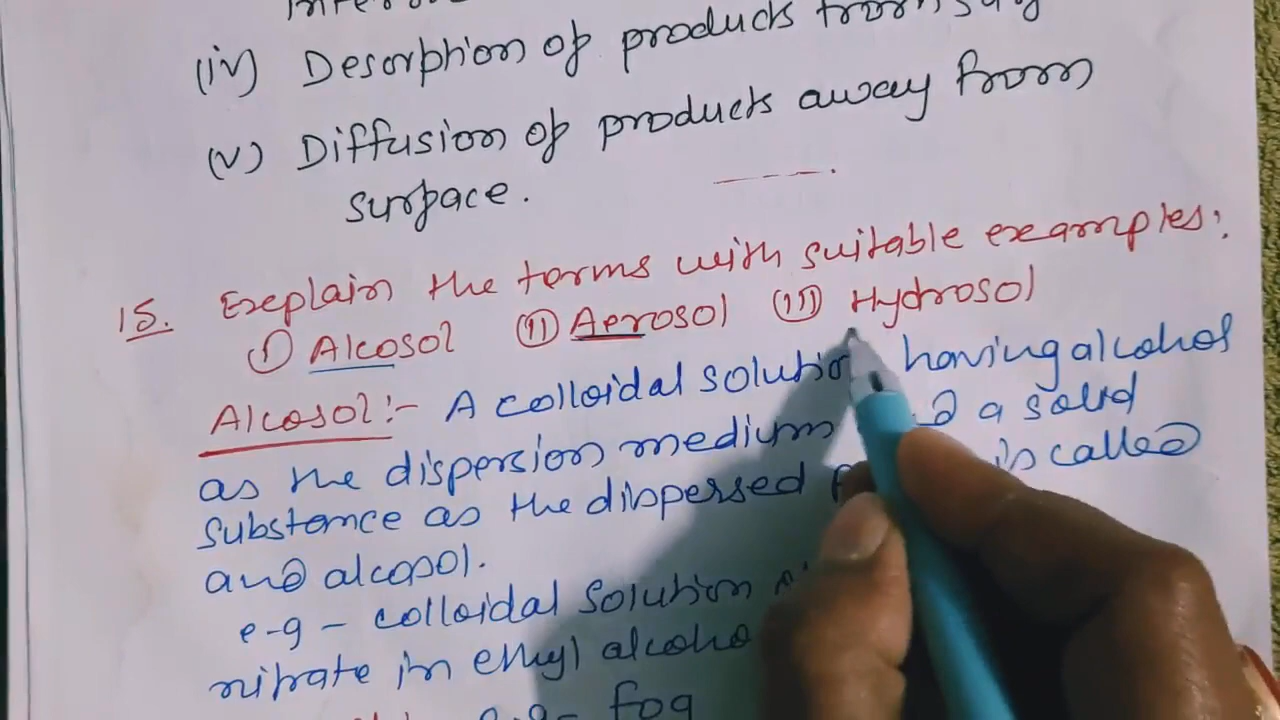 (iv) Desorption of products from
(v) Diffusion of products away from
surface.
15. Explain the terms with suitable examples:
(i) Alcosol (ii) Aerosol (iii) Hydrosol
Alcosol:- A colloidal solution having alcohol
as the dispersion medium a solid
substance as the dispersed is called
and alcosol.
e-g - colloidal solution
nitrate in ethyl
e.g- fog